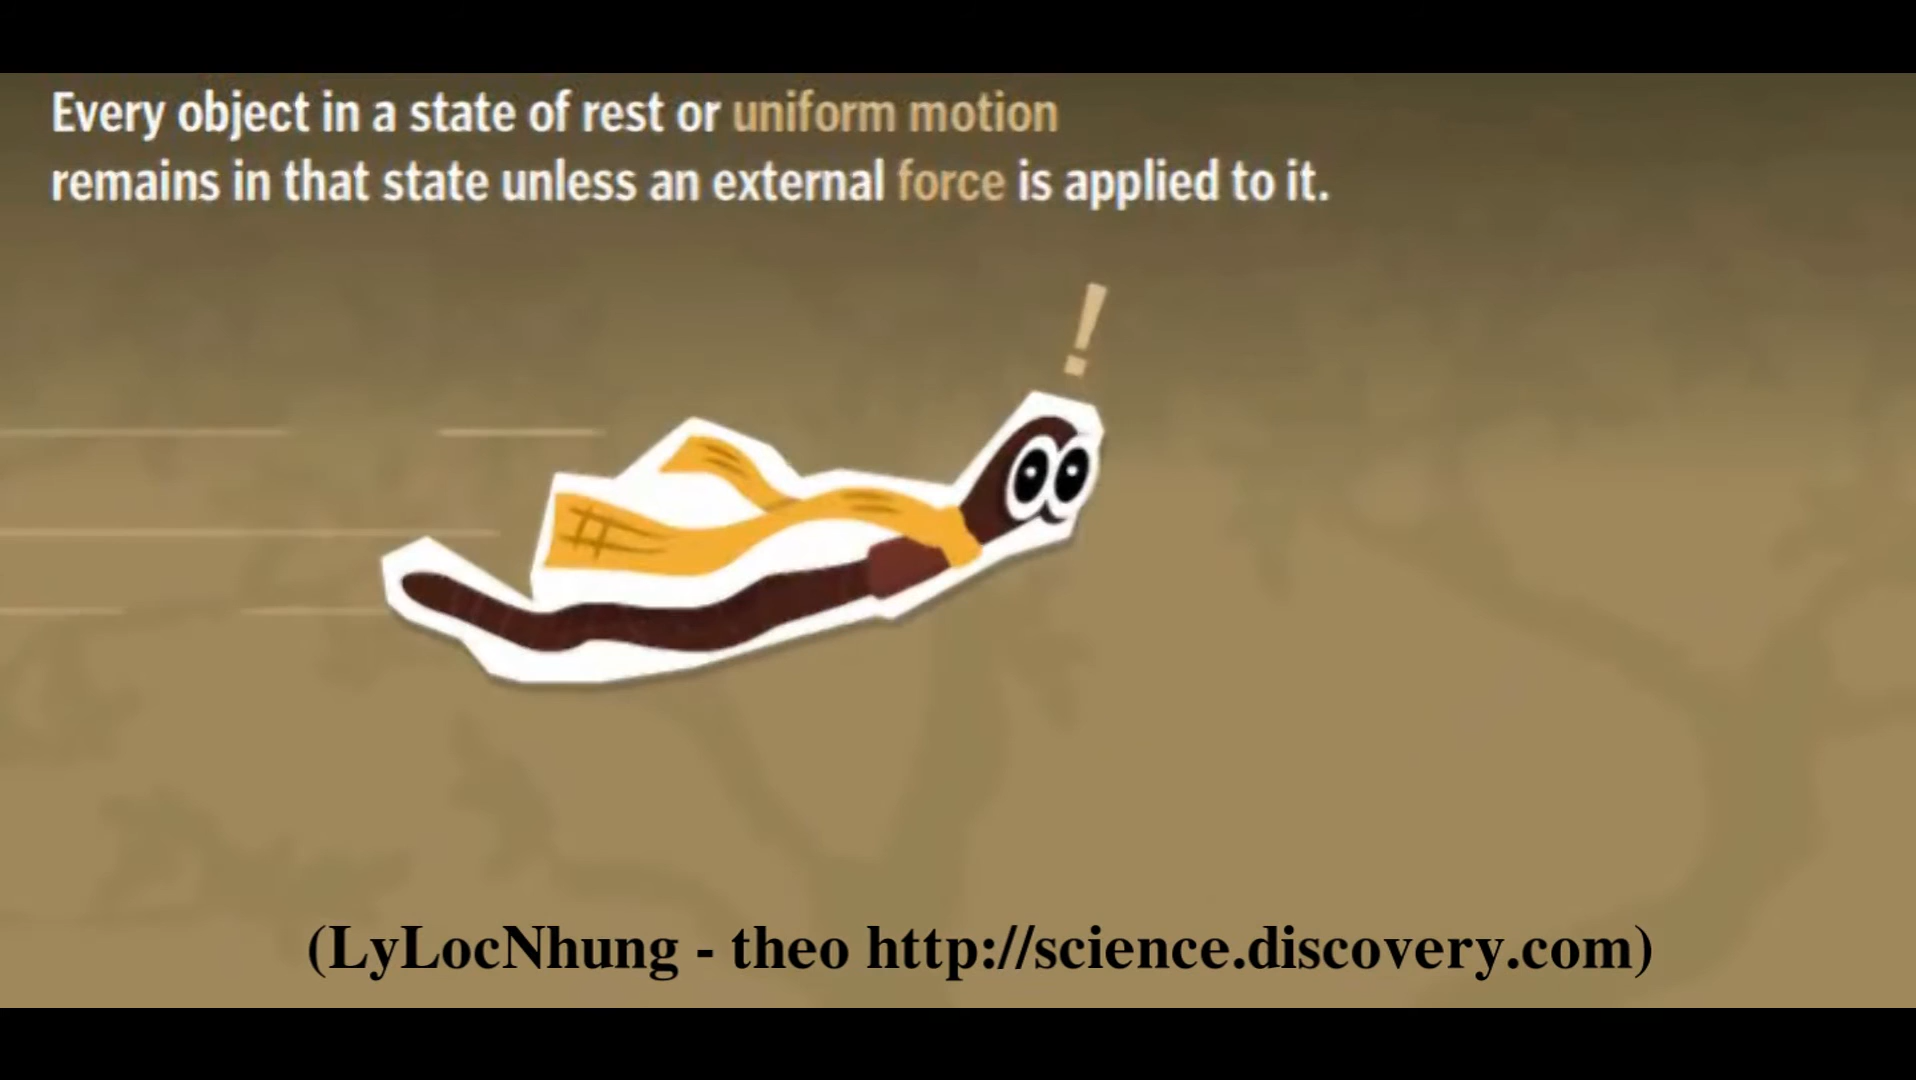 Every object in a state of rest or uniform motion
remains in that state unless an external force is applied to it.
!
(LyLocNhung - theo http://science.discovery.com)